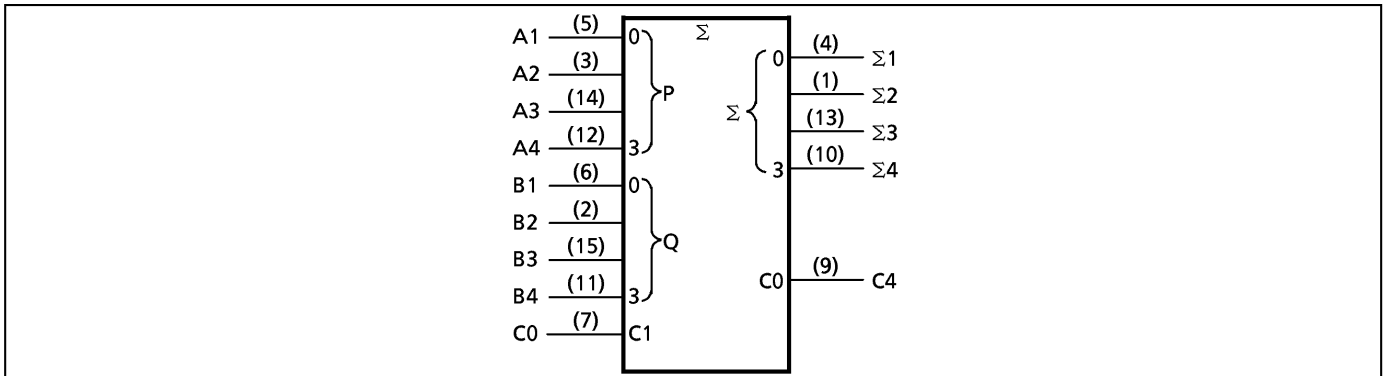 Σ
A1 (5) 0 0 (4) Σ1
A2 (3) (1) Σ2
P
A3 (14) Σ (13) Σ3
A4 (12) 3 3 (10) Σ4
B1 (6) 0
B2 (2)
Q
B3 (15)
B4 (11) 3
C0 (9) C4
C0 (7) C1